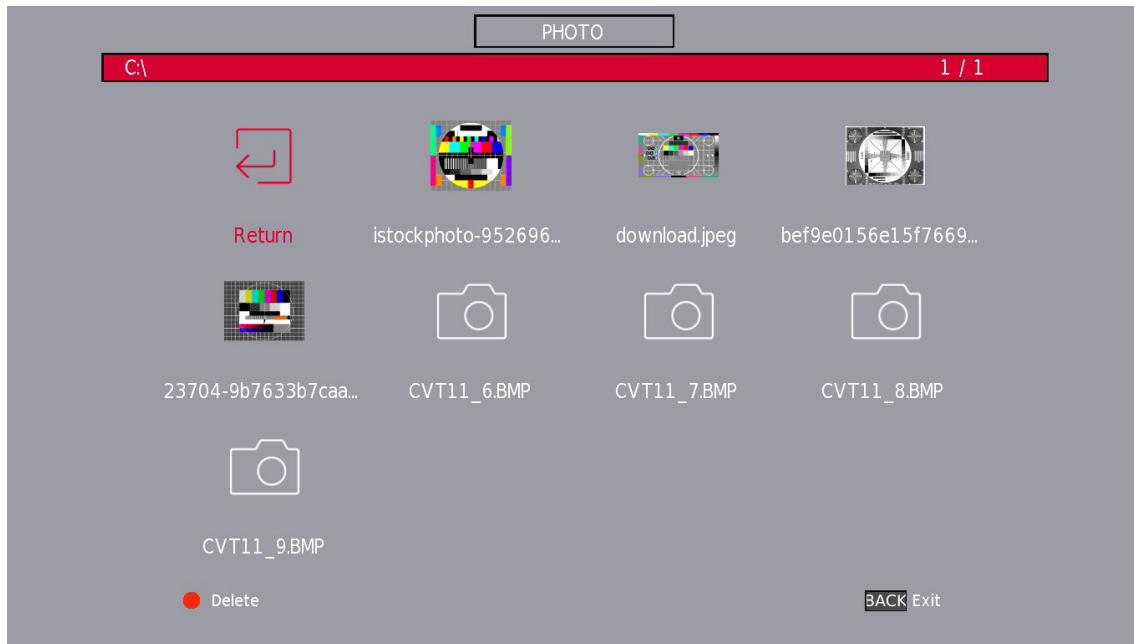 PHOTO
C:\ 1 / 1
Return istockphoto-952696... download.jpeg bef9e0156e15f7669...
23704-9b7633b7caa... CVT11_6.BMP CVT11_7.BMP CVT11_8.BMP
CVT11_9.BMP
Delete BACK Exit